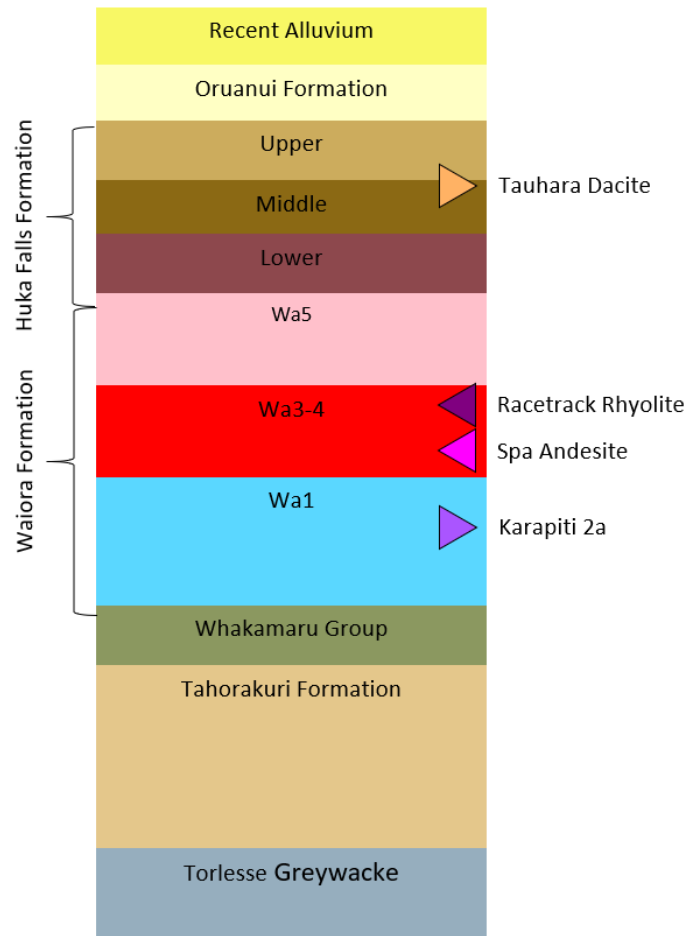 Recent Alluvium
Oruanui Formation
Huka Falls Formation
Upper
Tauhara Dacite
Middle
Lower
Waiora Formation
Wa5
Wa3-4
Racetrack Rhyolite
Spa Andesite
Wa1
Karapiti 2a
Whakamaru Group
Tahorakuri Formation
Torlesse Greywacke